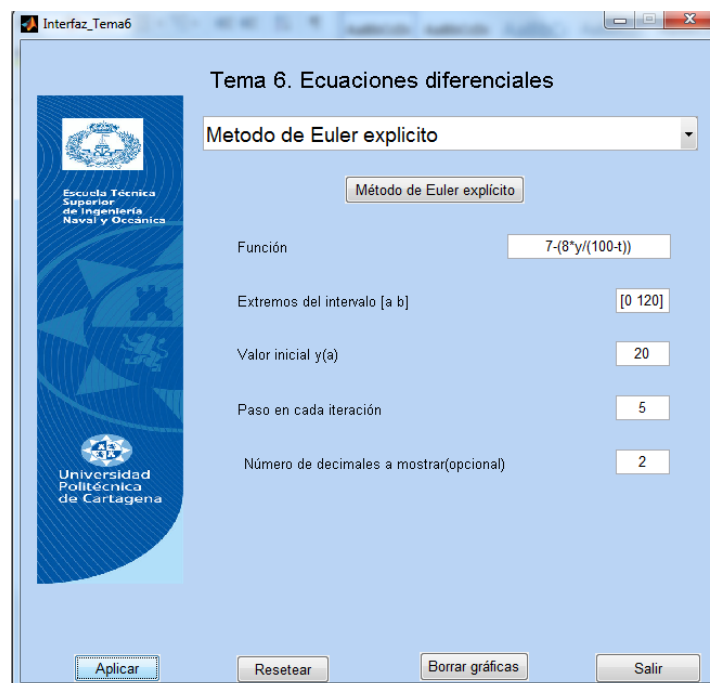 Interfaz_Tema6
Tema 6. Ecuaciones diferenciales
Metodo de Euler explicito
Método de Euler explícito
Escuela Técnica
Superior
de Ingeniería
Naval y Oceánica
Función
7-(8*y/(100-t))
Extremos del intervalo [a b]
[0 120]
Valor inicial y(a)
20
Paso en cada iteración
5
Número de decimales a mostrar(opcional)
2
Universidad
Politécnica
de Cartagena
Aplicar
Resetear
Borrar gráficas
Salir